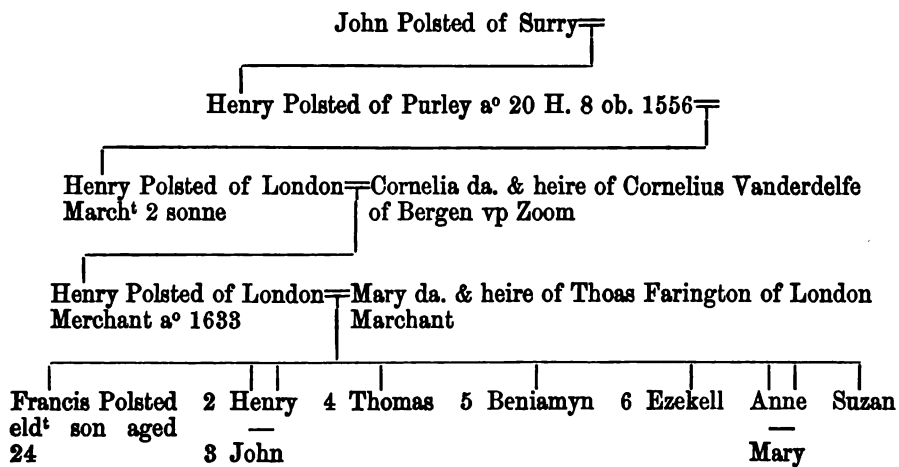 John Polsted of Surry
Henry Polsted of Purley aº 20 H. 8 ob. 1556
Henry Polsted of London
Marchᵗ 2 sonne
Cornelia da. & heire of Cornelius Vanderdelfe
of Bergen vp Zoom
Henry Polsted of London
Merchant aº 1633
Mary da. & heire of Thoas Farington of London
Marchant
Francis Polsted
eldᵗ son aged
24
2 Henry
3 John
4 Thomas
5 Beniamyn
6 Ezekell
Anne
Mary
Suzan